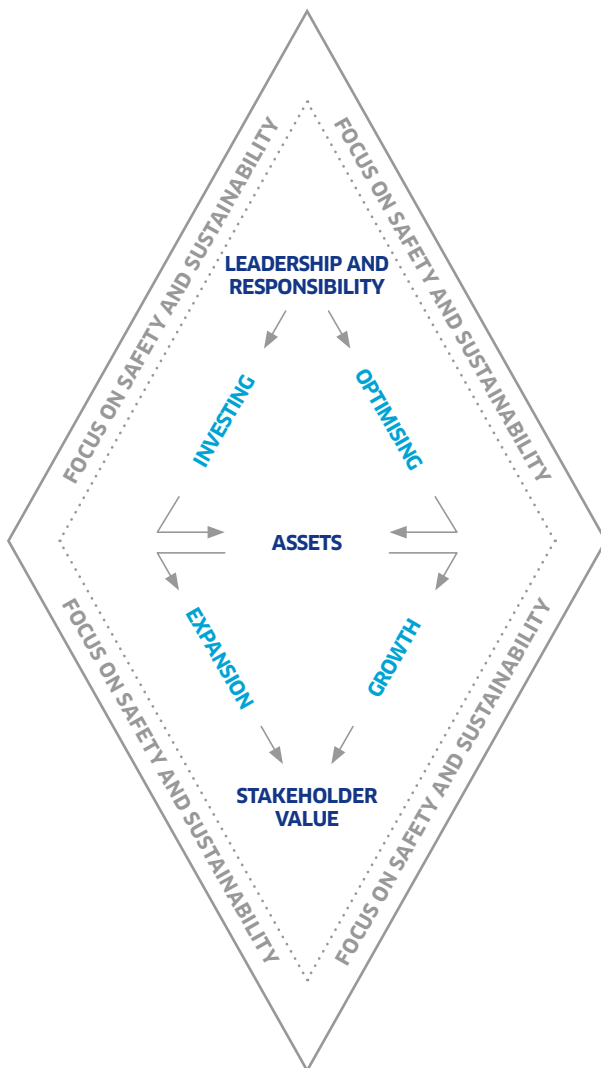 FOCUS ON SAFETY AND SUSTAINABILITY
FOCUS ON SAFETY AND SUSTAINABILITY
LEADERSHIP AND
RESPONSIBILITY
INVESTING
OPTIMISING
ASSETS
EXPANSION
GROWTH
STAKEHOLDER
VALUE
FOCUS ON SAFETY AND SUSTAINABILITY
FOCUS ON SAFETY AND SUSTAINABILITY